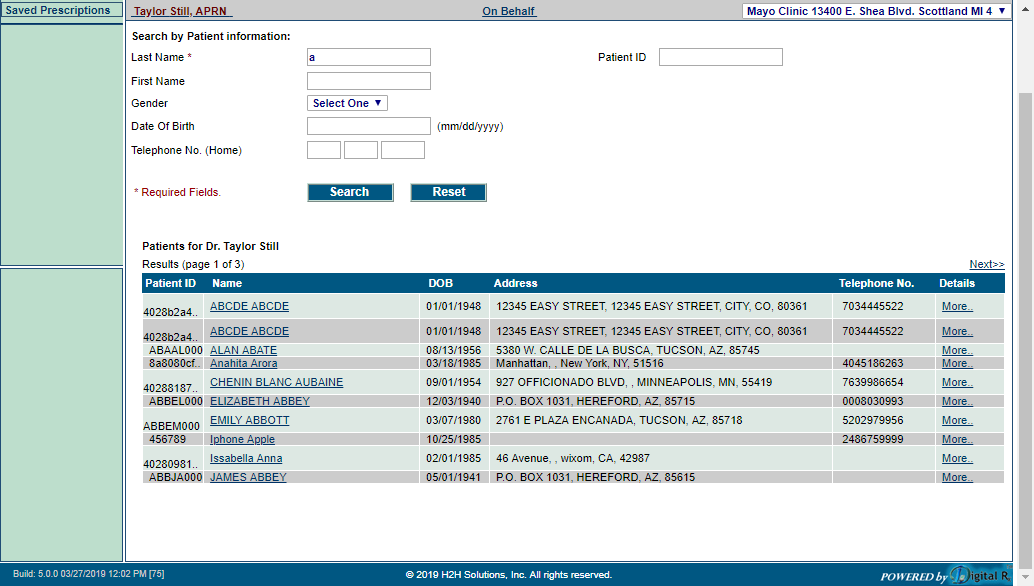 Saved Prescriptions
Taylor Still, APRN On Behalf Mayo Clinic 13400 E. Shea Blvd. Scottland MI 4 ▼
Search by Patient information:
Last Name * a Patient ID
First Name
Gender Select One ▼
Date Of Birth (mm/dd/yyyy)
Telephone No. (Home)
* Required Fields. Search Reset
Patients for Dr. Taylor Still
Results (page 1 of 3) Next>>
Patient ID Name DOB Address Telephone No. Details
4028b2a4.. ABCDE ABCDE 01/01/1948 12345 EASY STREET, 12345 EASY STREET, CITY, CO, 80361 7034445522 More..
4028b2a4.. ABCDE ABCDE 01/01/1948 12345 EASY STREET, 12345 EASY STREET, CITY, CO, 80361 7034445522 More..
ABAAL000 ALAN ABATE 08/13/1956 5380 W. CALLE DE LA BUSCA, TUCSON, AZ, 85745 More..
8a8080cf.. Anahita Arora 03/18/1985 Manhattan, , New York, NY, 51516 4045186263 More..
40288187.. CHENIN BLANC AUBAINE 09/01/1954 927 OFFICIONADO BLVD, , MINNEAPOLIS, MN, 55419 7639986654 More..
ABBEL000 ELIZABETH ABBEY 12/03/1940 P.O. BOX 1031, HEREFORD, AZ, 85715 0008030993 More..
ABBEM000 EMILY ABBOTT 03/07/1980 2761 E PLAZA ENCANADA, TUCSON, AZ, 85718 5202979956 More..
456789 Iphone Apple 10/25/1985 2486759999 More..
40280981.. Issabella Anna 02/01/1985 46 Avenue, , wixom, CA, 42987 More..
ABBJA000 JAMES ABBEY 05/01/1941 P.O. BOX 1031, HEREFORD, AZ, 85615 More..
Build: 5.0.0 03/27/2019 12:02 PM [75] © 2019 H2H Solutions, Inc. All rights reserved. POWERED by Digital Rx